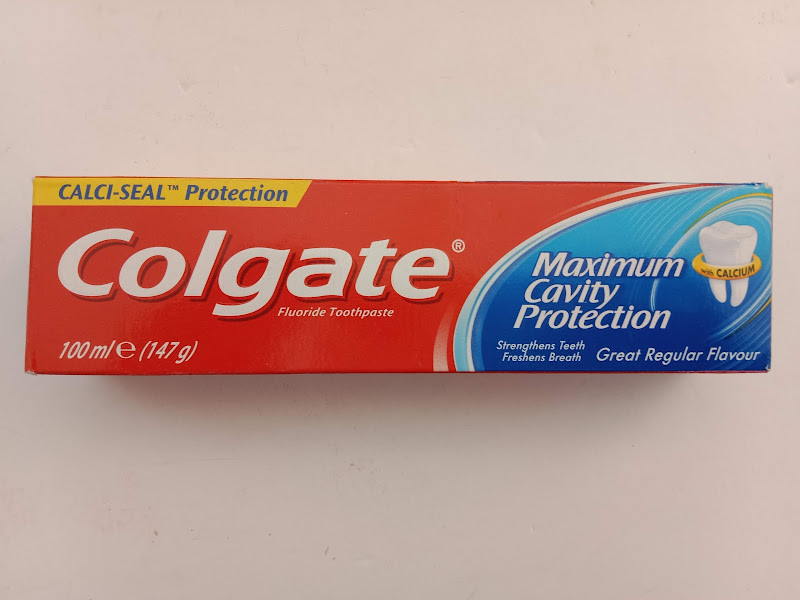 CALCI-SEAL™ Protection
Colgate®
Fluoride Toothpaste
100 ml ℮ (147 g)
Maximum
Cavity
Protection
with CALCIUM
Strengthens Teeth
Freshens Breath
Great Regular Flavour